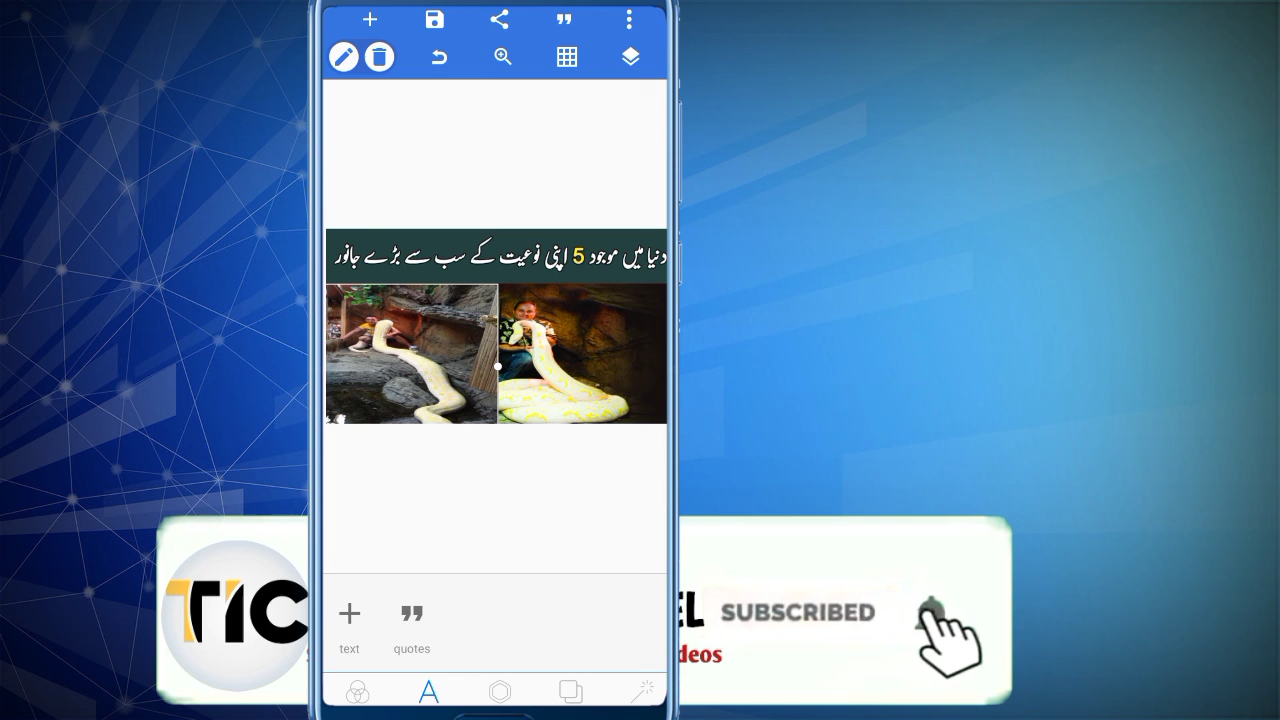 دنیا میں موجود 5 اپنی نوعیت کے سب سے بڑے جانور
text
quotes
TIC
EL SUBSCRIBED
deos